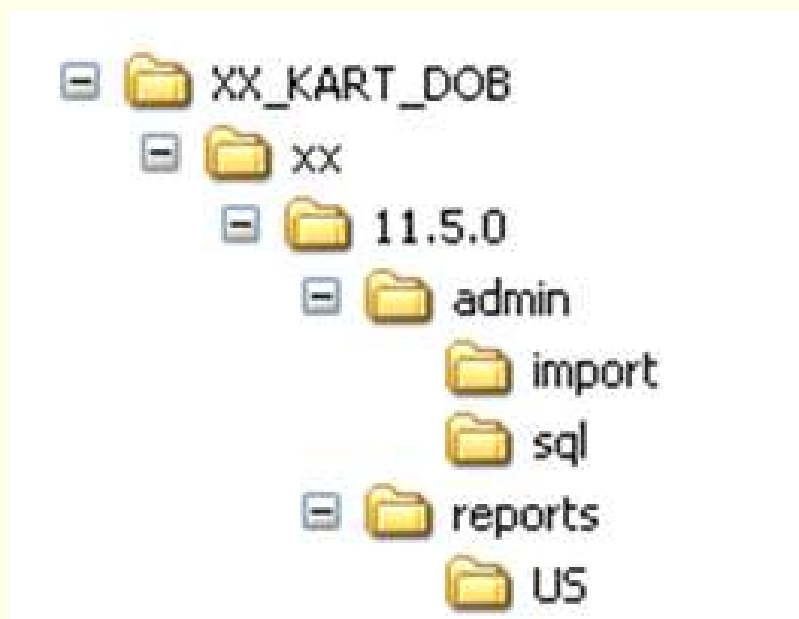 XX_KART_DOB
xx
11.5.0
admin
import
sql
reports
US